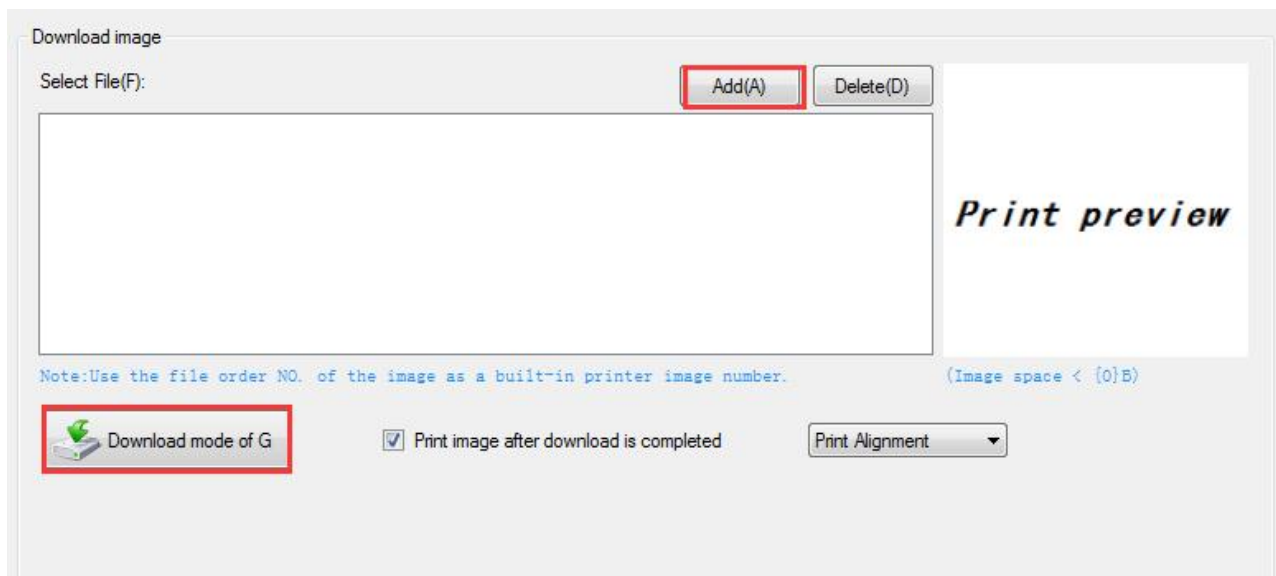 Download image
Select File(F):
Add(A)
Delete(D)
Print preview
Note:Use the file order NO. of the image as a built-in printer image number.
(Image space < {0}B)
Download mode of G
Print image after download is completed
Print Alignment